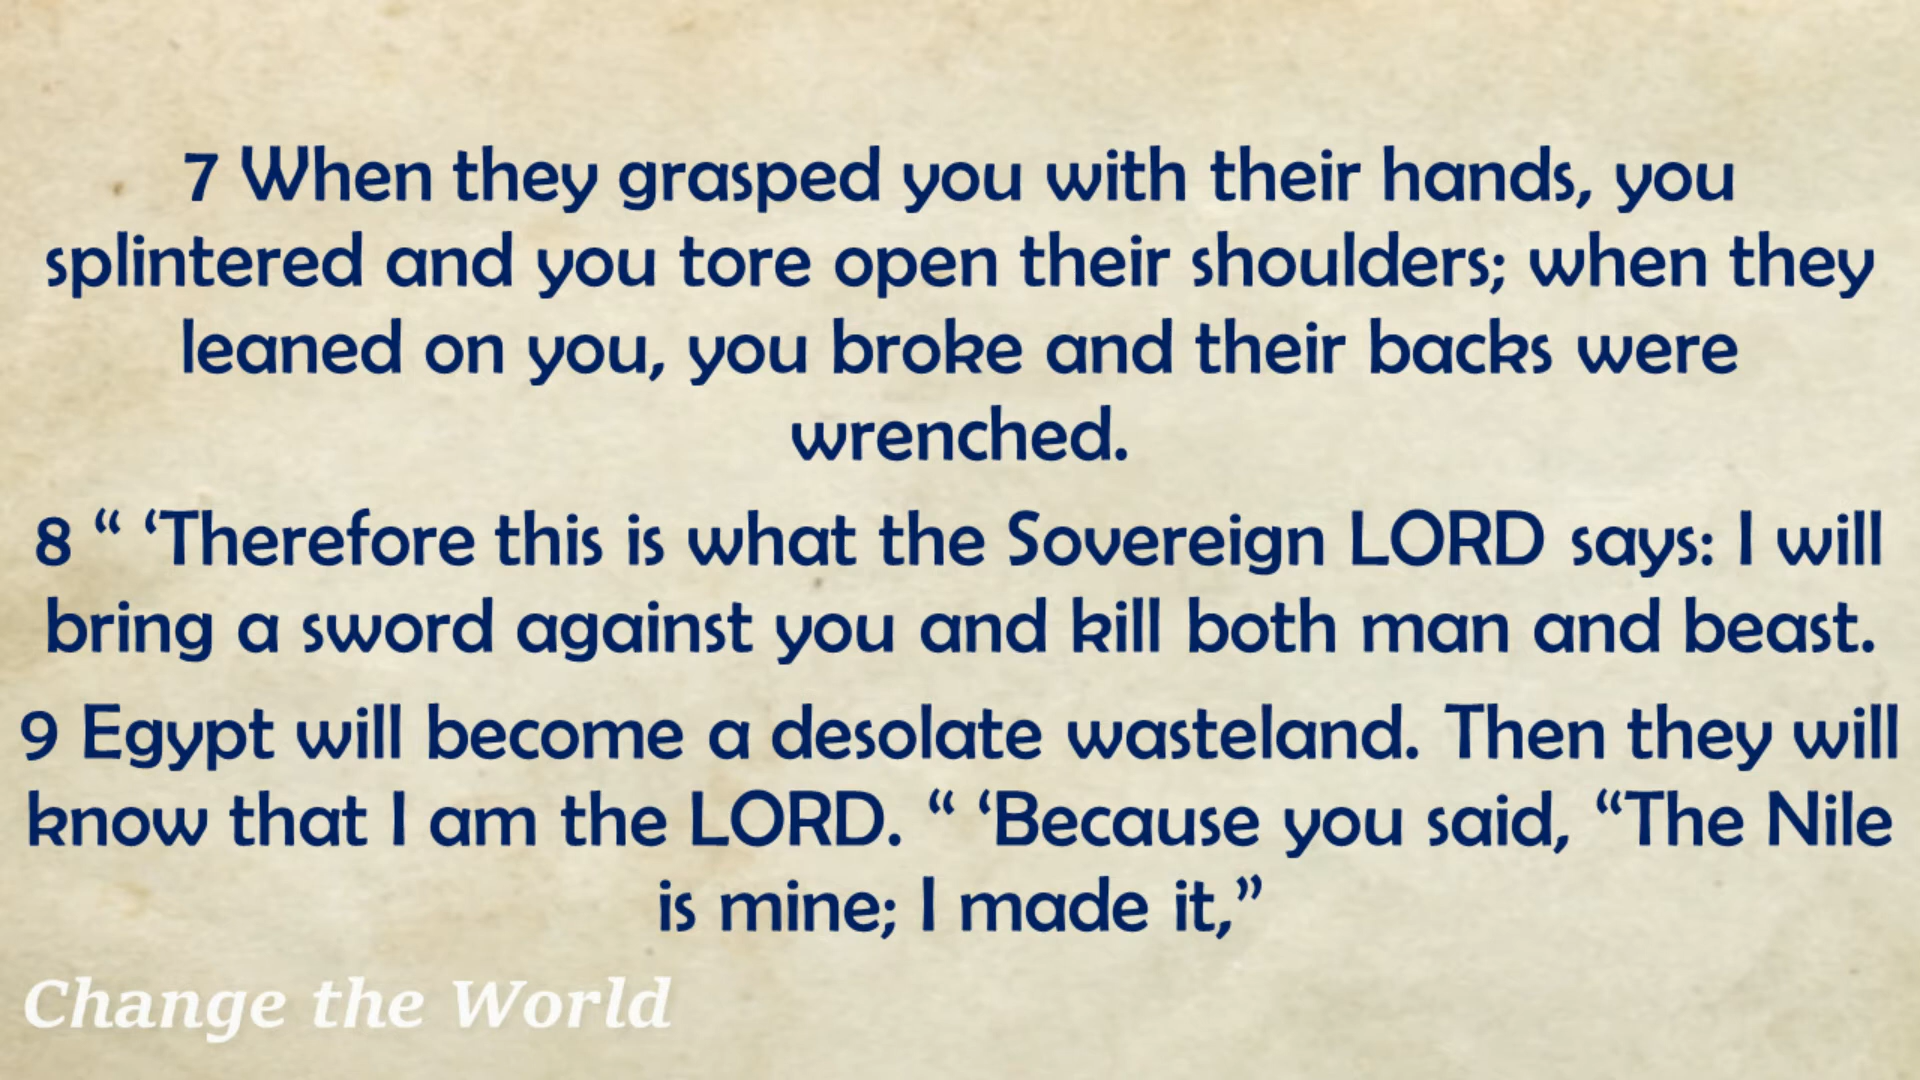 7 When they grasped you with their hands, you
splintered and you tore open their shoulders; when they
leaned on you, you broke and their backs were
wrenched.
8 “ ‘Therefore this is what the Sovereign LORD says: I will
bring a sword against you and kill both man and beast.
9 Egypt will become a desolate wasteland. Then they will
know that I am the LORD. “ ‘Because you said, “The Nile
is mine; I made it,”
Change the World